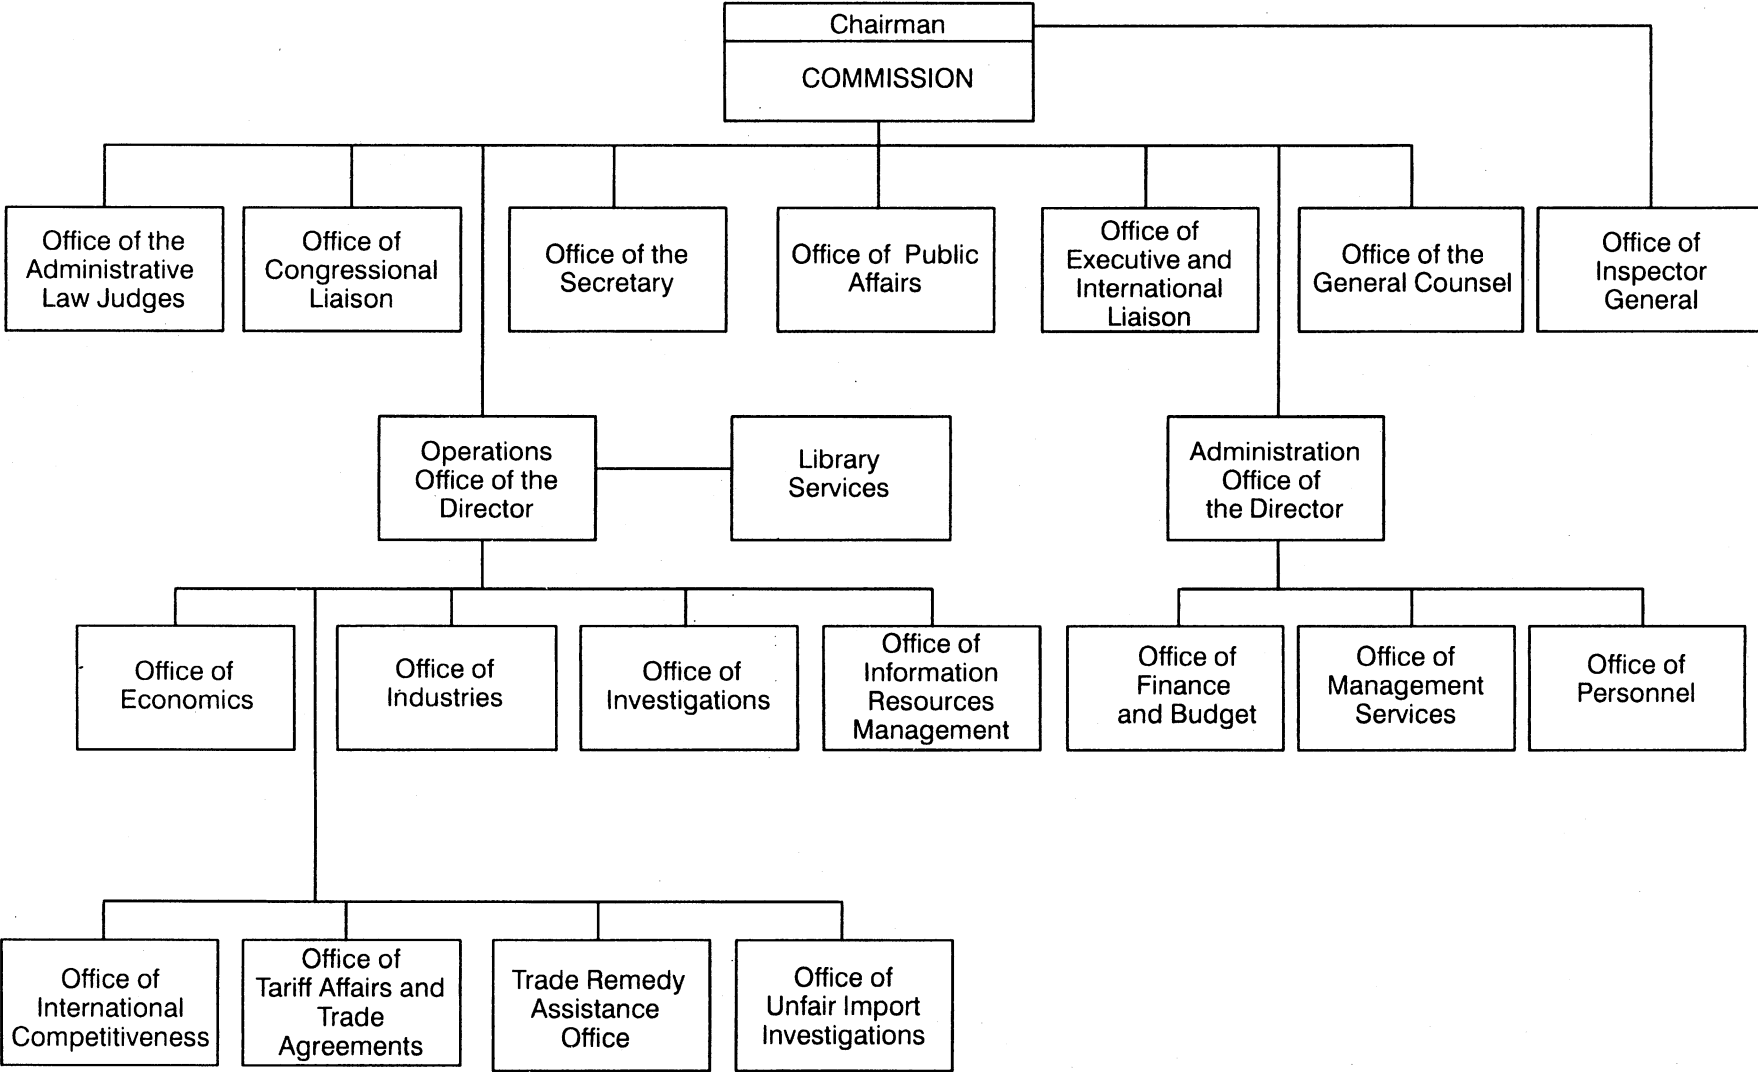 Chairman
COMMISSION
Office of the
Administrative
Law Judges
Office of
Congressional
Liaison
Office of the
Secretary
Office of Public
Affairs
Office of
Executive and
International
Liaison
Office of the
General Counsel
Office of
Inspector
General
Operations
Office of the
Director
Library
Services
Administration
Office of
the Director
Office of
Economics
Office of
Industries
Office of
Investigations
Office of
Information
Resources
Management
Office of
Finance
and Budget
Office of
Management
Services
Office of
Personnel
Office of
International
Competitiveness
Office of
Tariff Affairs and
Trade
Agreements
Trade Remedy
Assistance
Office
Office of
Unfair Import
Investigations